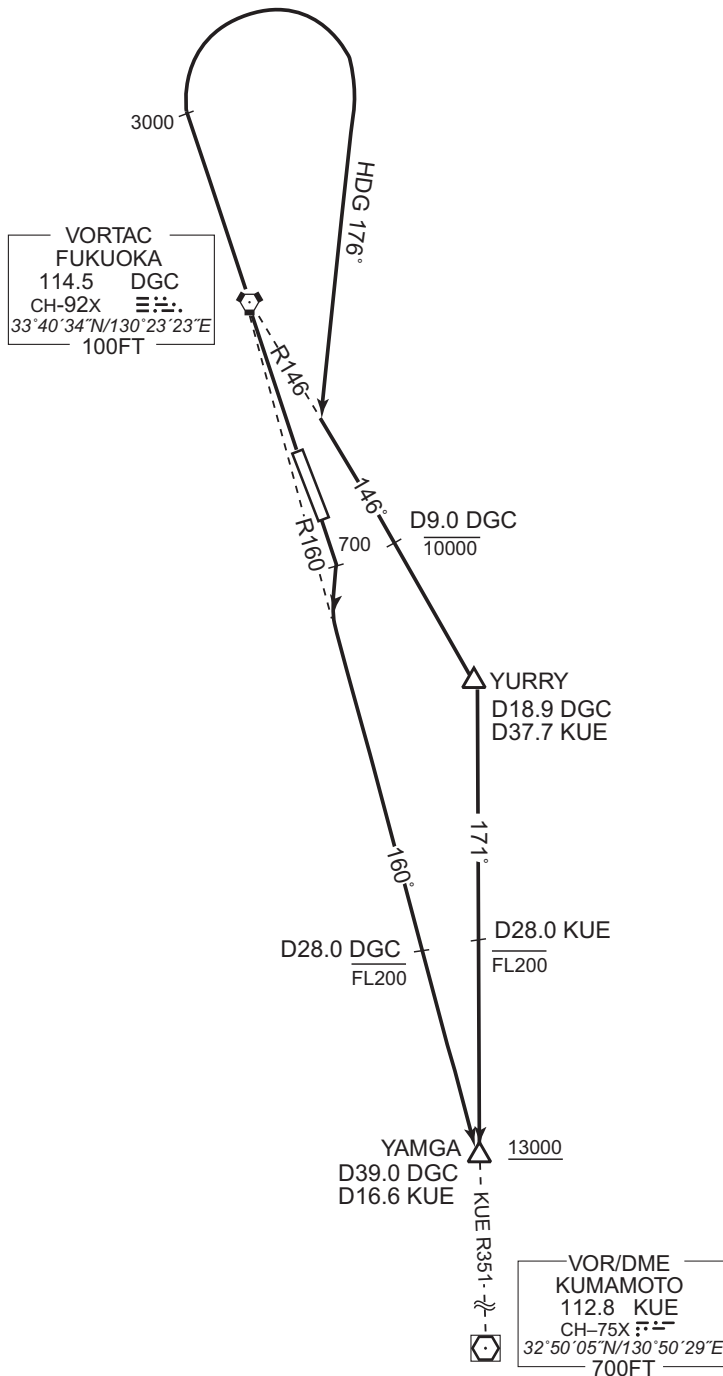 3000
HDG 176°
VORTAC
FUKUOKA
114.5 DGC
CH-92X
33°40´34˝N/130°23´23˝E
100FT
R146
146°
D9.0 DGC
10000
R160
700
YURRY
D18.9 DGC
D37.7 KUE
171°
160°
D28.0 KUE
FL200
D28.0 DGC
FL200
YAMGA
13000
D39.0 DGC
D16.6 KUE
KUE R351
VOR/DME
KUMAMOTO
112.8 KUE
CH–75X
32°50´05˝N/130°50´29˝E
700FT